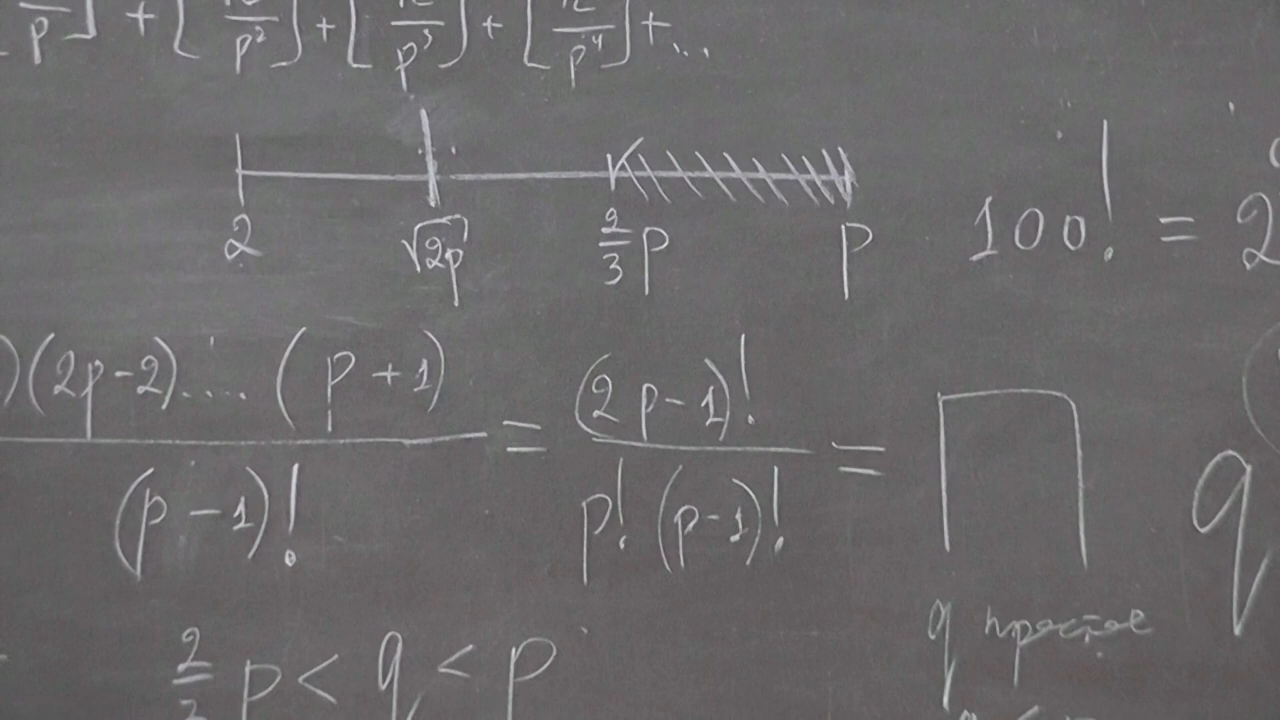 p] + [n/p²] + [n/p³] + [n/p⁴] + ...
2 √2p 2/3 p p
100! = 2
)(2p-2)....(p+1) / (p-1)! = (2p-1)! / p!(p-1)! = ∏ q
q простое
2/3 p < q < p